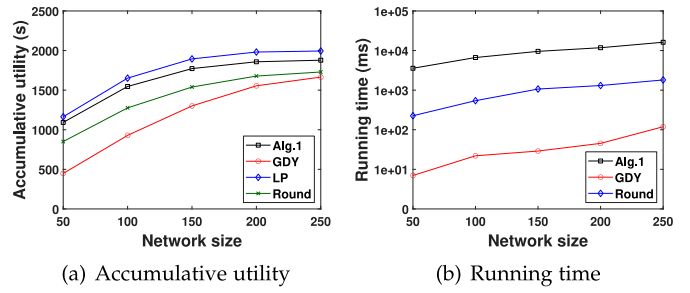 Accumulative utility (s)
2500
2000
1500
1000
500
0
50 100 150 200 250
Network size
Alg.1
GDY
LP
Round
(a) Accumulative utility
Running time (ms)
1e+05
1e+04
1e+03
1e+02
1e+01
1e+0
50 100 150 200 250
Network size
Alg.1
GDY
Round
(b) Running time